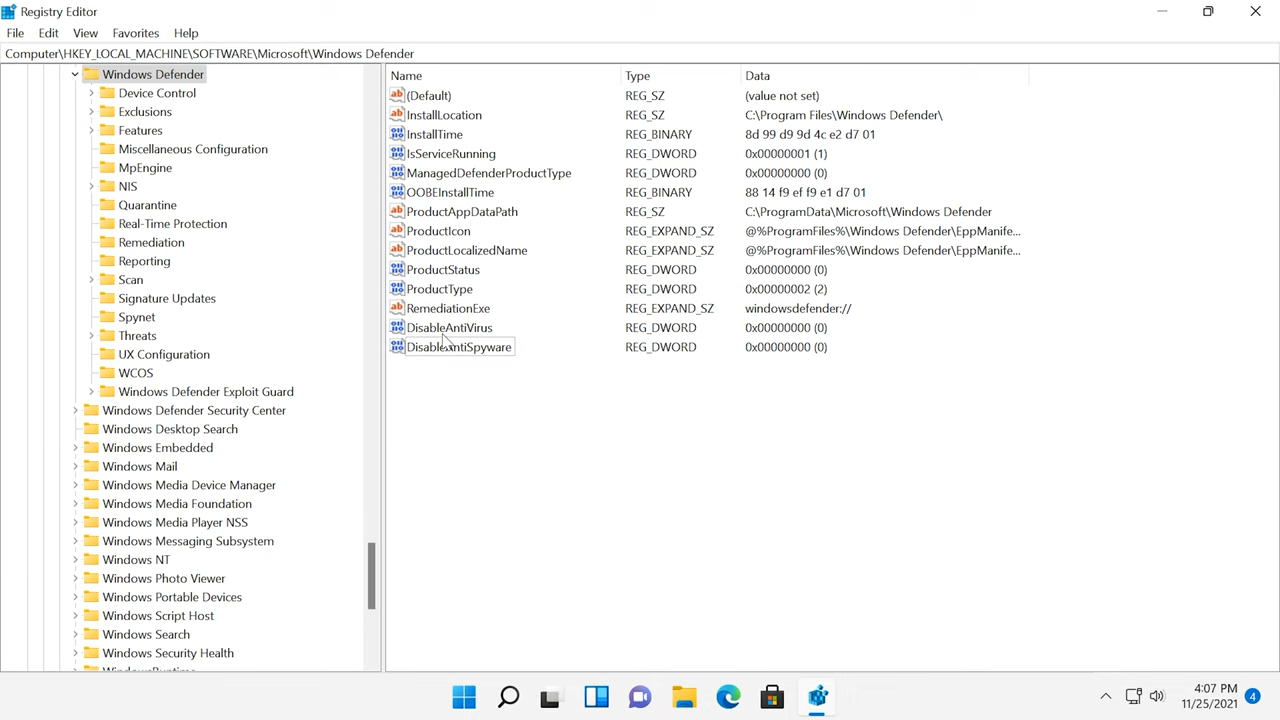 Registry Editor
File Edit View Favorites Help
Computer\HKEY_LOCAL_MACHINE\SOFTWARE\Microsoft\Windows Defender
Windows Defender
Device Control
Exclusions
Features
Miscellaneous Configuration
MpEngine
NIS
Quarantine
Real-Time Protection
Remediation
Reporting
Scan
Signature Updates
Spynet
Threats
UX Configuration
WCOS
Windows Defender Exploit Guard
Windows Defender Security Center
Windows Desktop Search
Windows Embedded
Windows Mail
Windows Media Device Manager
Windows Media Foundation
Windows Media Player NSS
Windows Messaging Subsystem
Windows NT
Windows Photo Viewer
Windows Portable Devices
Windows Script Host
Windows Search
Windows Security Health
Name Type Data
(Default) REG_SZ (value not set)
InstallLocation REG_SZ C:\Program Files\Windows Defender\
InstallTime REG_BINARY 8d 99 d9 9d 4c e2 d7 01
IsServiceRunning REG_DWORD 0x00000001 (1)
ManagedDefenderProductType REG_DWORD 0x00000000 (0)
OOBEInstallTime REG_BINARY 88 14 f9 ef f9 e1 d7 01
ProductAppDataPath REG_SZ C:\ProgramData\Microsoft\Windows Defender
ProductIcon REG_EXPAND_SZ @%ProgramFiles%\Windows Defender\EppManife...
ProductLocalizedName REG_EXPAND_SZ @%ProgramFiles%\Windows Defender\EppManife...
ProductStatus REG_DWORD 0x00000000 (0)
ProductType REG_DWORD 0x00000002 (2)
RemediationExe REG_EXPAND_SZ windowsdefender://
DisableAntiVirus REG_DWORD 0x00000000 (0)
DisableAntiSpyware REG_DWORD 0x00000000 (0)
4:07 PM
11/25/2021 4